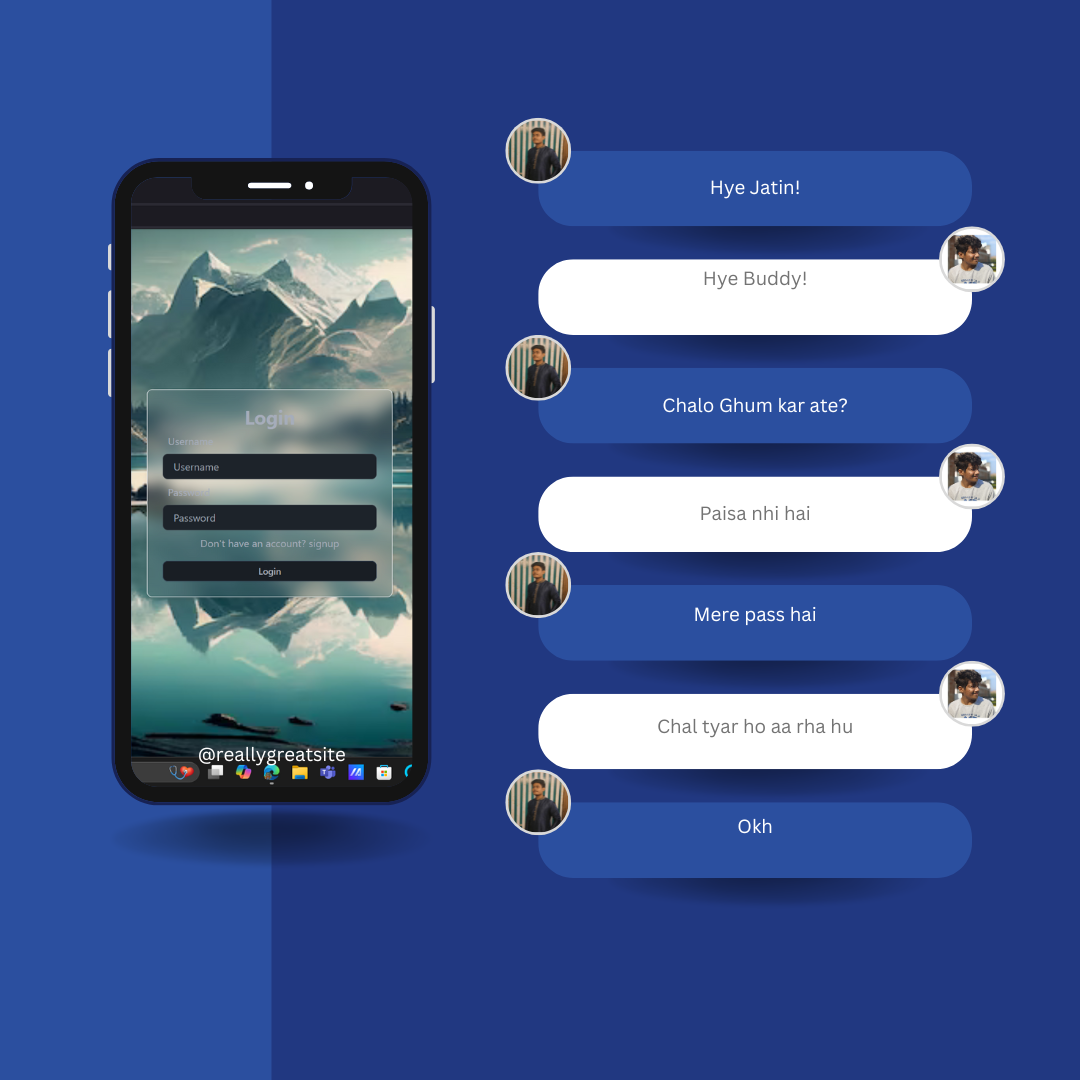 Login
Username
Username
Password
Password
Don't have an account? signup
Login
@reallygreatsite
Hye Jatin!
Hye Buddy!
Chalo Ghum kar ate?
Paisa nhi hai
Mere pass hai
Chal tyar ho aa rha hu
Okh